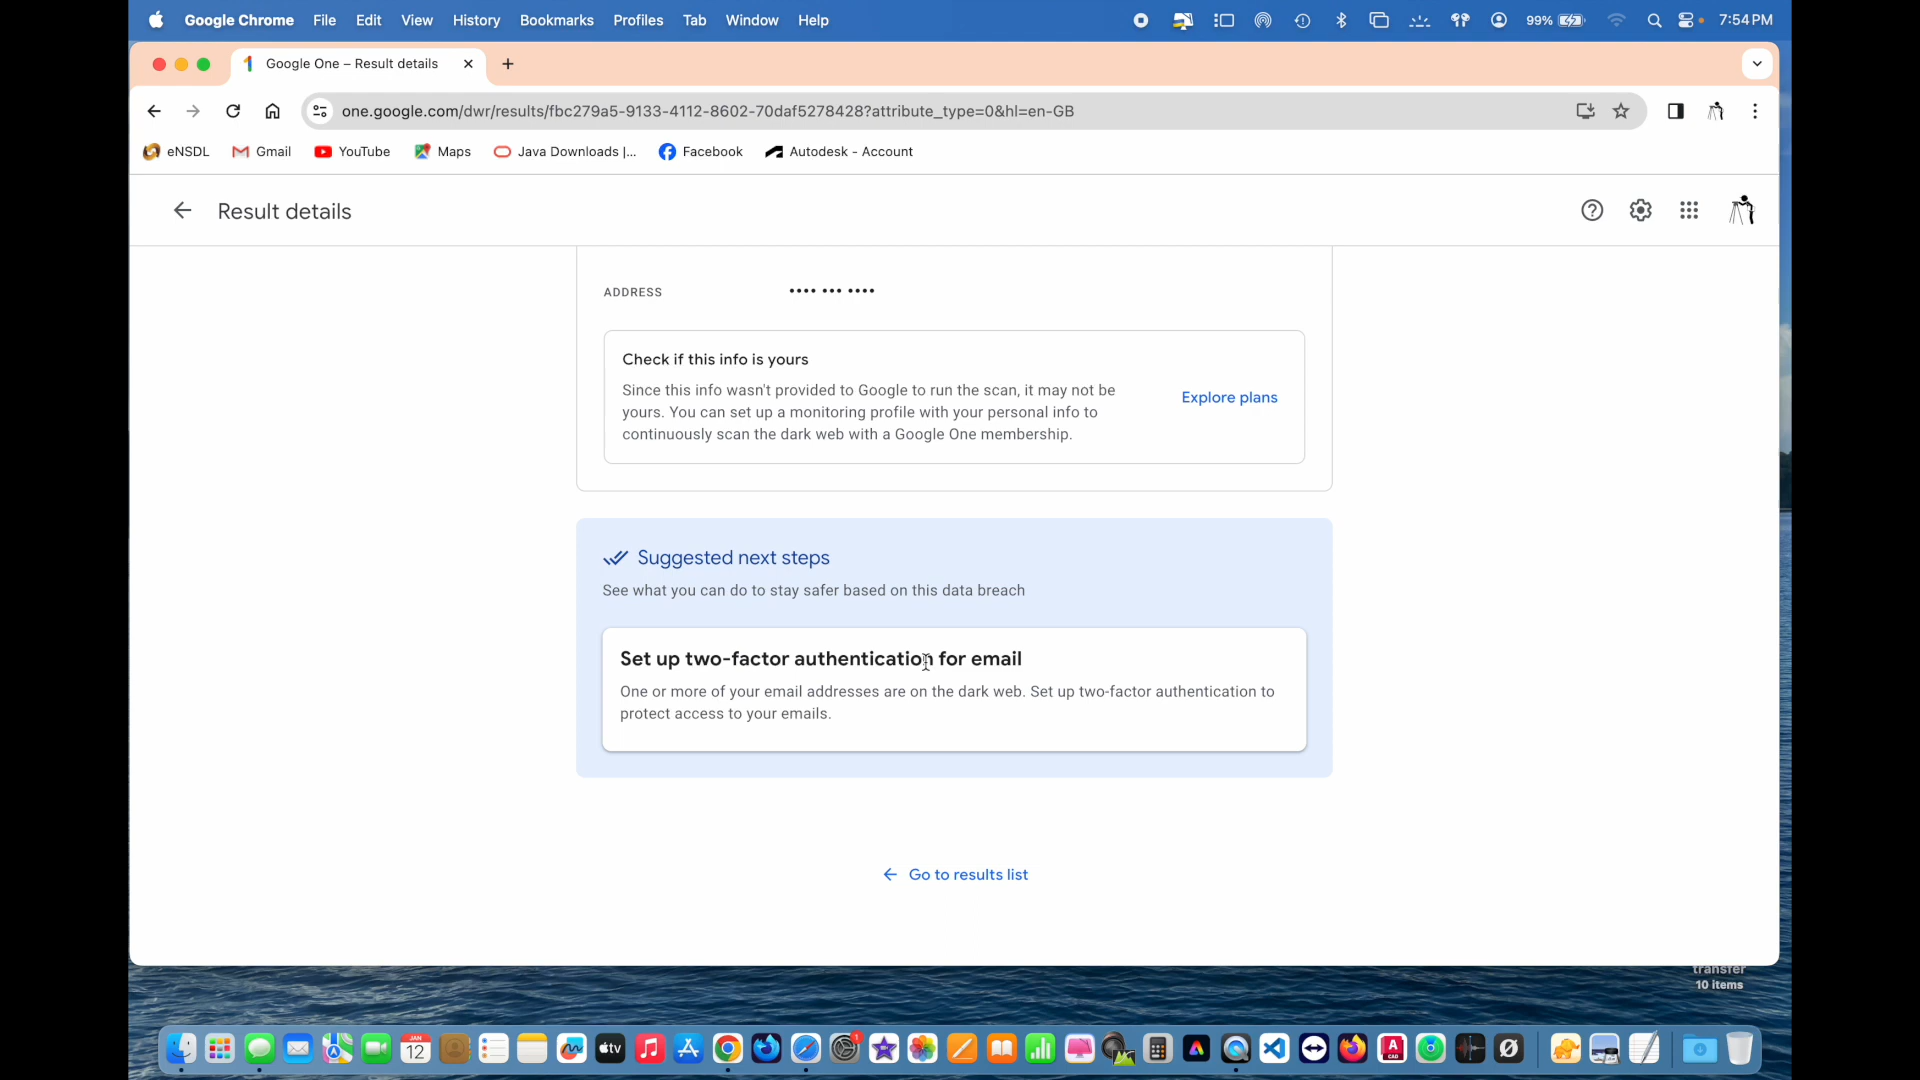 Google Chrome File Edit View History Bookmarks Profiles Tab Window Help 99% 7:54 PM
Google One – Result details
one.google.com/dwr/results/fbc279a5-9133-4112-8602-70daf5278428?attribute_type=0&hl=en-GB
eNSDL Gmail YouTube Maps Java Downloads |... Facebook Autodesk - Account
Result details
ADDRESS •••• ••• ••••
Check if this info is yours
Since this info wasn't provided to Google to run the scan, it may not be
yours. You can set up a monitoring profile with your personal info to
continuously scan the dark web with a Google One membership.
Explore plans
Suggested next steps
See what you can do to stay safer based on this data breach
Set up two-factor authentication for email
One or more of your email addresses are on the dark web. Set up two-factor authentication to
protect access to your emails.
Go to results list
transfer
10 items
JAN
12
tv
1
A
CAD